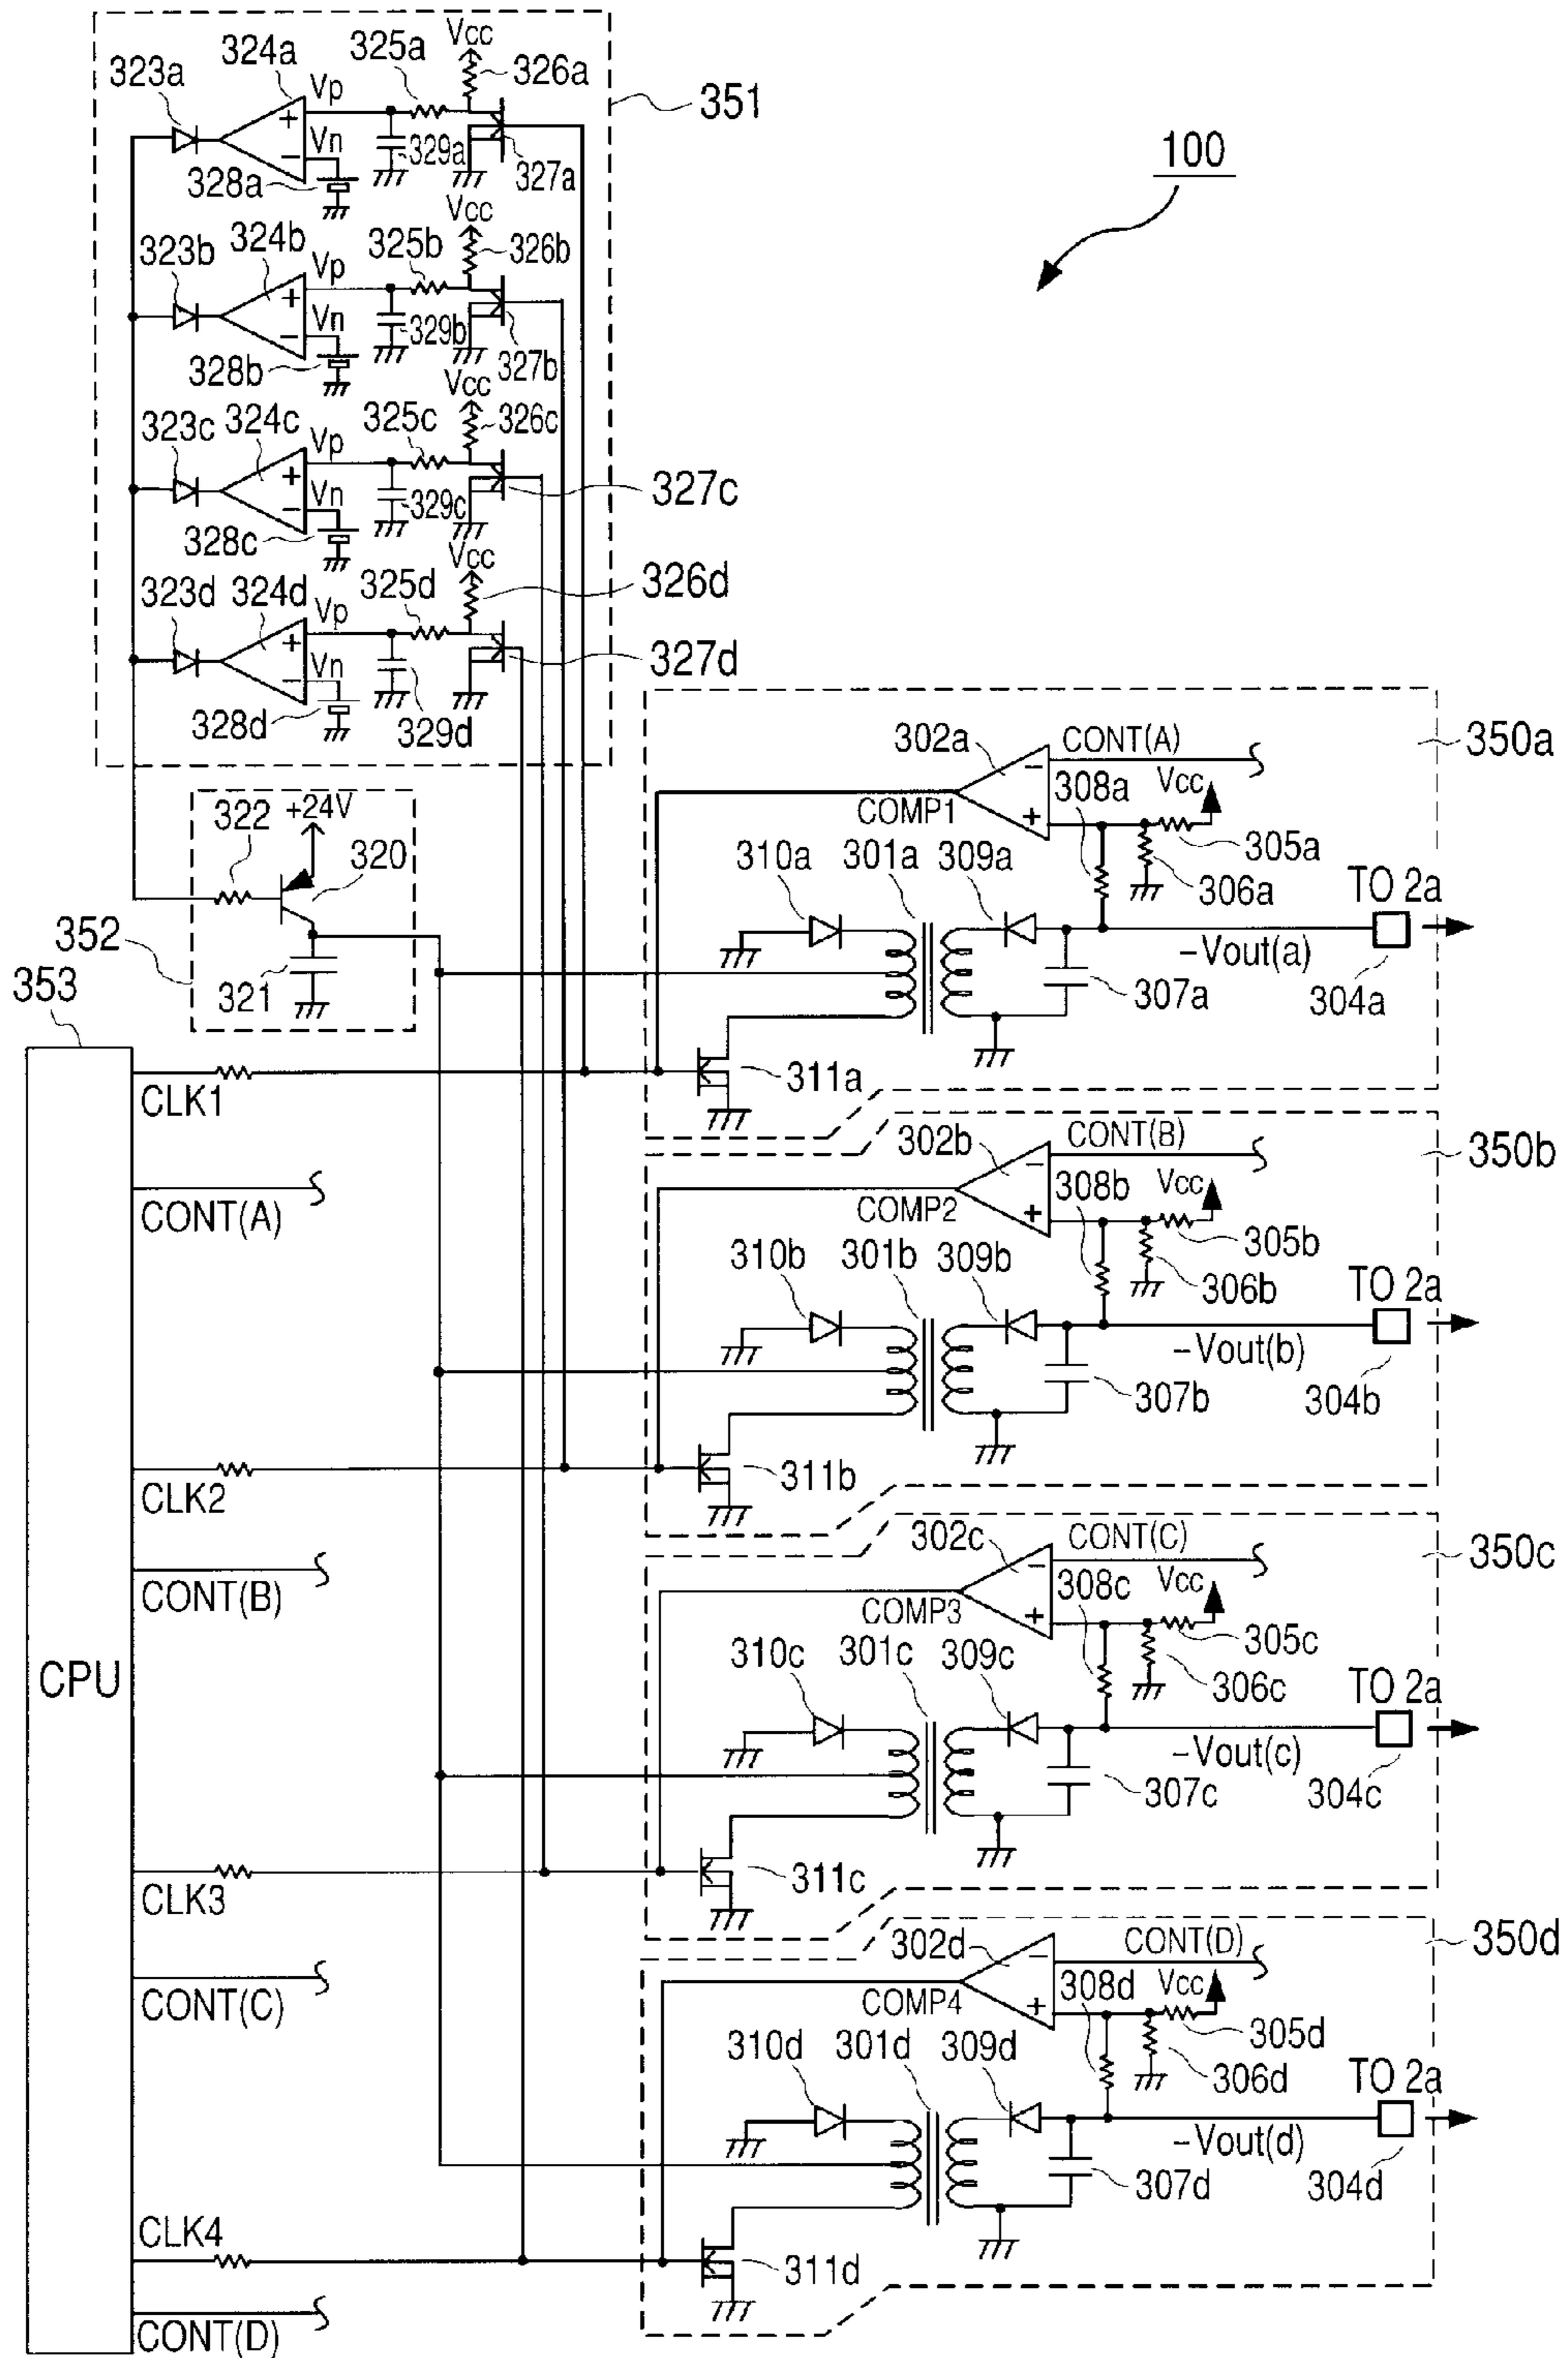 100
351
Vcc
323a
324a
Vp
325a
326a
Vn
329a
328a
327a
Vcc
323b
324b
Vp
325b
326b
Vn
329b
328b
327b
Vcc
323c
324c
Vp
325c
326c
Vn
329c
328c
327c
Vcc
323d
324d
Vp
325d
326d
Vn
328d
329d
327d
322
+24V
320
352
321
353
CPU
CLK1
CONT(A)
CLK2
CONT(B)
CLK3
CONT(C)
CLK4
CONT(D)
350a
302a
CONT(A)
308a
Vcc
COMP1
305a
310a
301a
309a
306a
TO 2a
-Vout(a)
307a
304a
311a
350b
302b
CONT(B)
308b
Vcc
COMP2
305b
310b
301b
309b
306b
TO 2a
-Vout(b)
307b
304b
311b
350c
302c
CONT(C)
308c
Vcc
COMP3
305c
310c
301c
309c
306c
TO 2a
-Vout(c)
307c
304c
311c
350d
302d
CONT(D)
308d
Vcc
COMP4
305d
310d
301d
309d
306d
TO 2a
-Vout(d)
307d
304d
311d